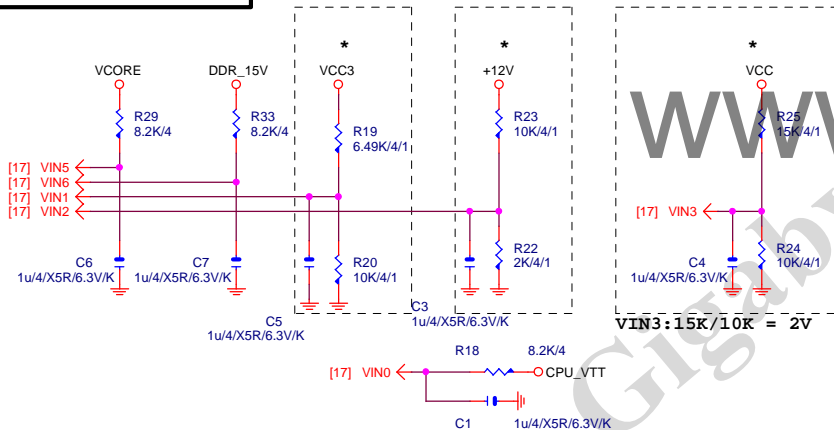 *
*
*
VCORE
DDR_15V
VCC3
+12V
VCC
R29
8.2K/4
R33
8.2K/4
R19
6.49K/4/1
R23
10K/4/1
R25
15K/4/1
[17] VIN5
[17] VIN6
[17] VIN1
[17] VIN2
[17] VIN3
C6
1u/4/X5R/6.3V/K
C7
1u/4/X5R/6.3V/K
R20
10K/4/1
R22
2K/4/1
C4
1u/4/X5R/6.3V/K
R24
10K/4/1
C5
1u/4/X5R/6.3V/K
C3
1u/4/X5R/6.3V/K
VIN3:15K/10K = 2V
R18
8.2K/4
[17] VIN0
CPU_VTT
C1
1u/4/X5R/6.3V/K
www
Gigaby